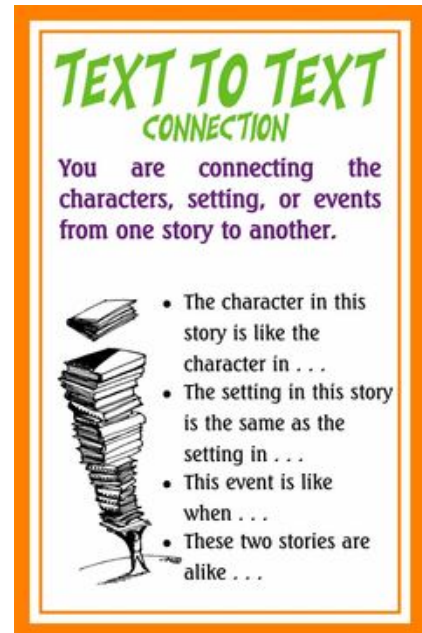 TEXT TO TEXT
CONNECTION
You are connecting the
characters, setting, or events
from one story to another.
• The character in this
story is like the
character in . . .
• The setting in this story
is the same as the
setting in . . .
• This event is like
when . . .
• These two stories are
alike . . .